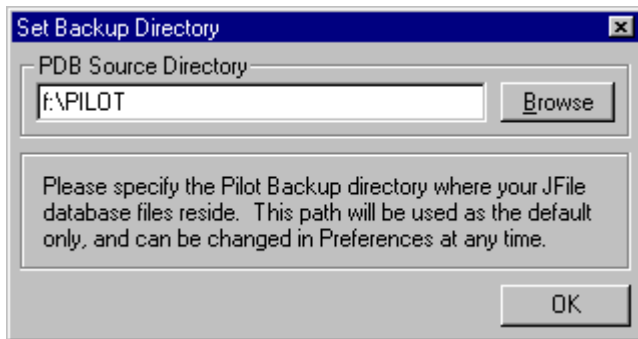 Set Backup Directory
PDB Source Directory
f:\PILOT
Browse
Please specify the Pilot Backup directory where your JFile
database files reside.  This path will be used as the default
only, and can be changed in Preferences at any time.
OK